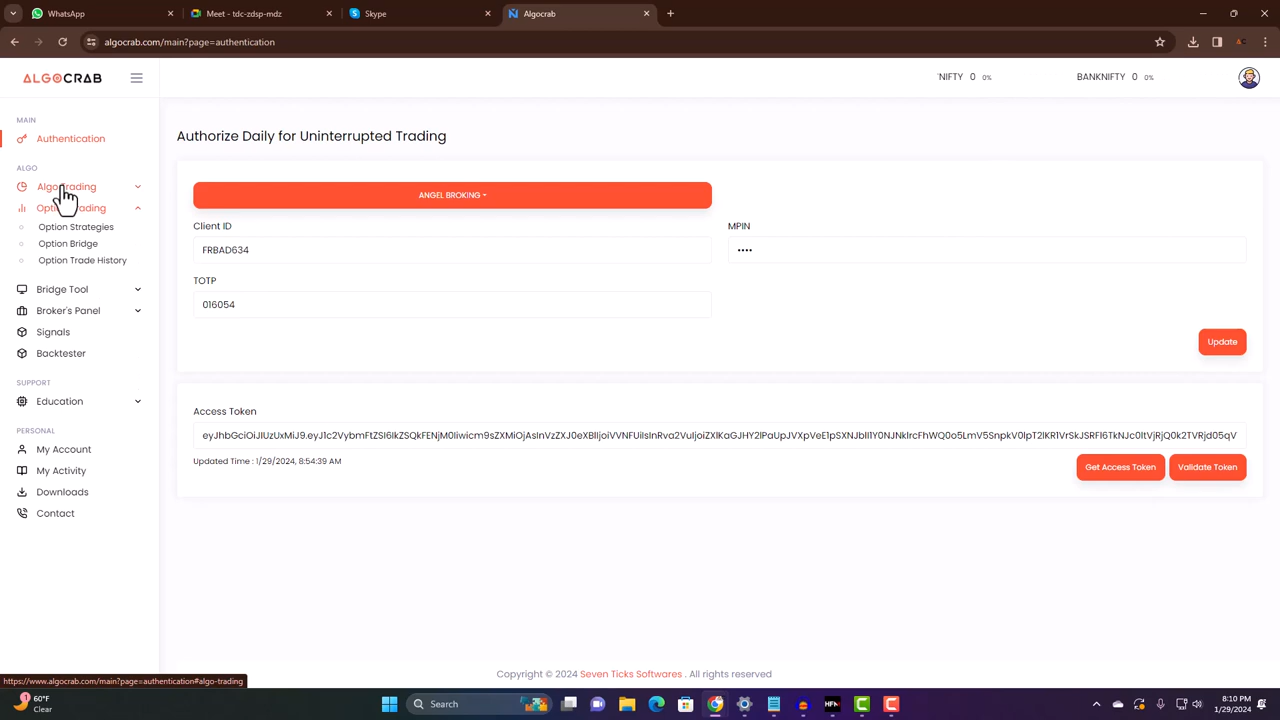 WhatsApp
Meet - tdc-zdsp-mdz
Skype
Algocrab
algocrab.com/main?page=authentication
ALGOCRAB
NIFTY 0 0%
BANKNIFTY 0 0%
MAIN
Authentication
ALGO
Algo Trading
Option Trading
Option Strategies
Option Bridge
Option Trade History
Bridge Tool
Broker's Panel
Signals
Backtester
SUPPORT
Education
PERSONAL
My Account
My Activity
Downloads
Contact
Authorize Daily for Uninterrupted Trading
ANGEL BROKING
Client ID
MPIN
FRBAD634
••••
TOTP
016054
Update
Access Token
Updated Time : 1/29/2024, 8:54:39 AM
Get Access Token
Validate Token
Copyright © 2024 Seven Ticks Softwares . All rights reserved
https://www.algocrab.com/main?page=authentication#algo-trading
60°F
Clear
Search
HFM
8:10 PM
1/29/2024